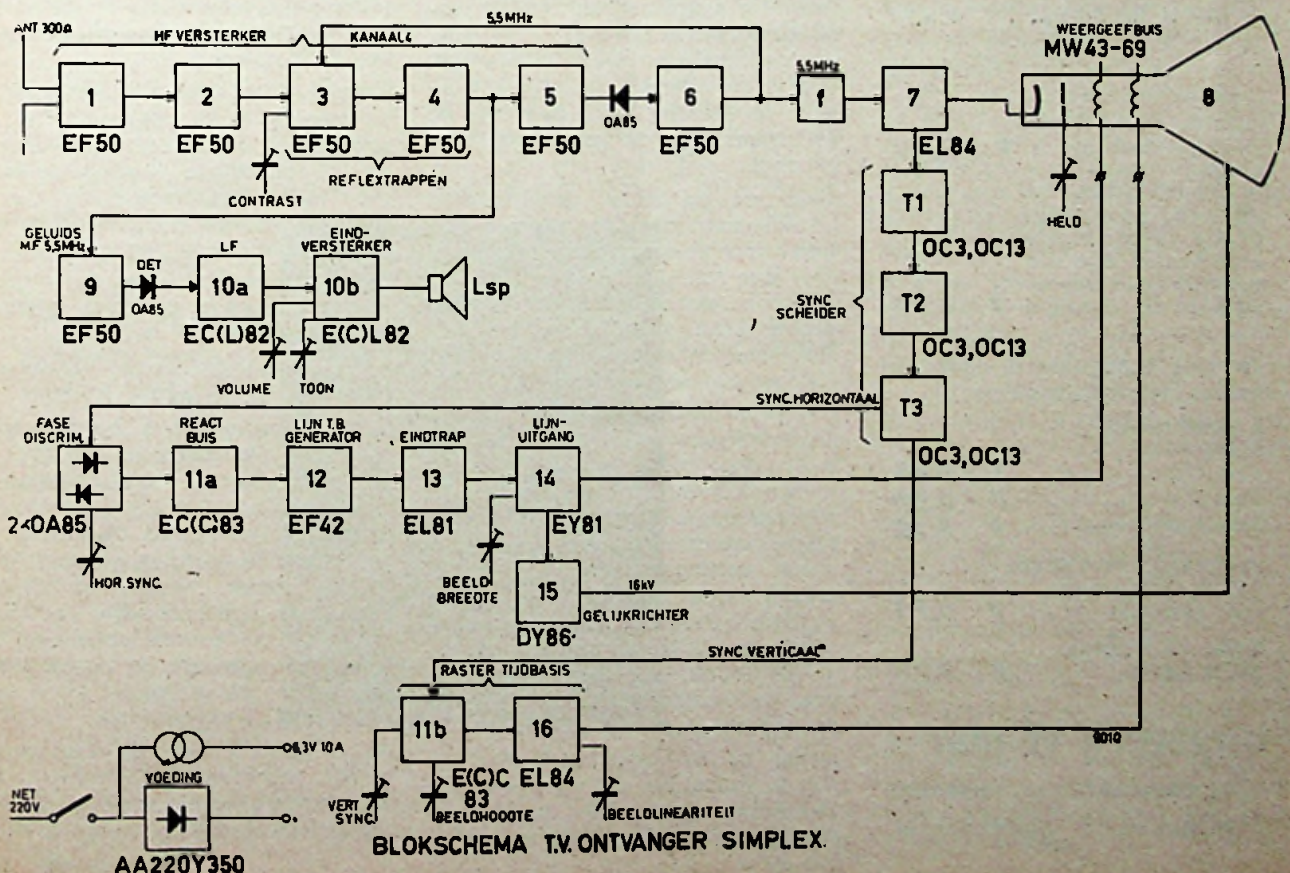 5,5MHz
ANT 300Ω
HF VERSTERKER
KANAAL 4
WEERGEEFBUIS
MW43-69
1
2
3
4
5
OA85
6
5,5MHz
f
7
8
EF50
EF50
EF50
EF50
EF50
EF50
EL84
REFLEXTRAPPEN
CONTRAST
HELD
T1
OC3,OC13
GELUIDS
M.F 5,5MHz
DET
LF
EIND-
VERSTERKER
9
OA85
10a
10b
Lsp
EF50
EC(L)82
E(C)L82
SYNC
SCHEIDER
T2
OC3,OC13
VOLUME
TOON
SYNC.HORIZONTAAL
T3
OC3,OC13
FASE
DISCRIM.
REACT
BUIS
LIJN T.B.
GENERATOR
EINDTRAP
LIJN-
UITGANG
11a
12
13
14
2×OA85
EC(C)83
EF42
EL81
EY81
HOR.SYNC.
BEELD
BREEDTE
15
16kV
GELIJKRICHTER
DY86
SYNC VERTICAAL
RASTER TIJDBASIS
11b
16
E(C)C
83
EL84
VERT
SYNC.
BEELDHOOGTE
BEELDLINEARITEIT
6,3V 10A
NET
220V
VOEDING
AA220Y350
BLOKSCHEMA T.V. ONTVANGER SIMPLEX.